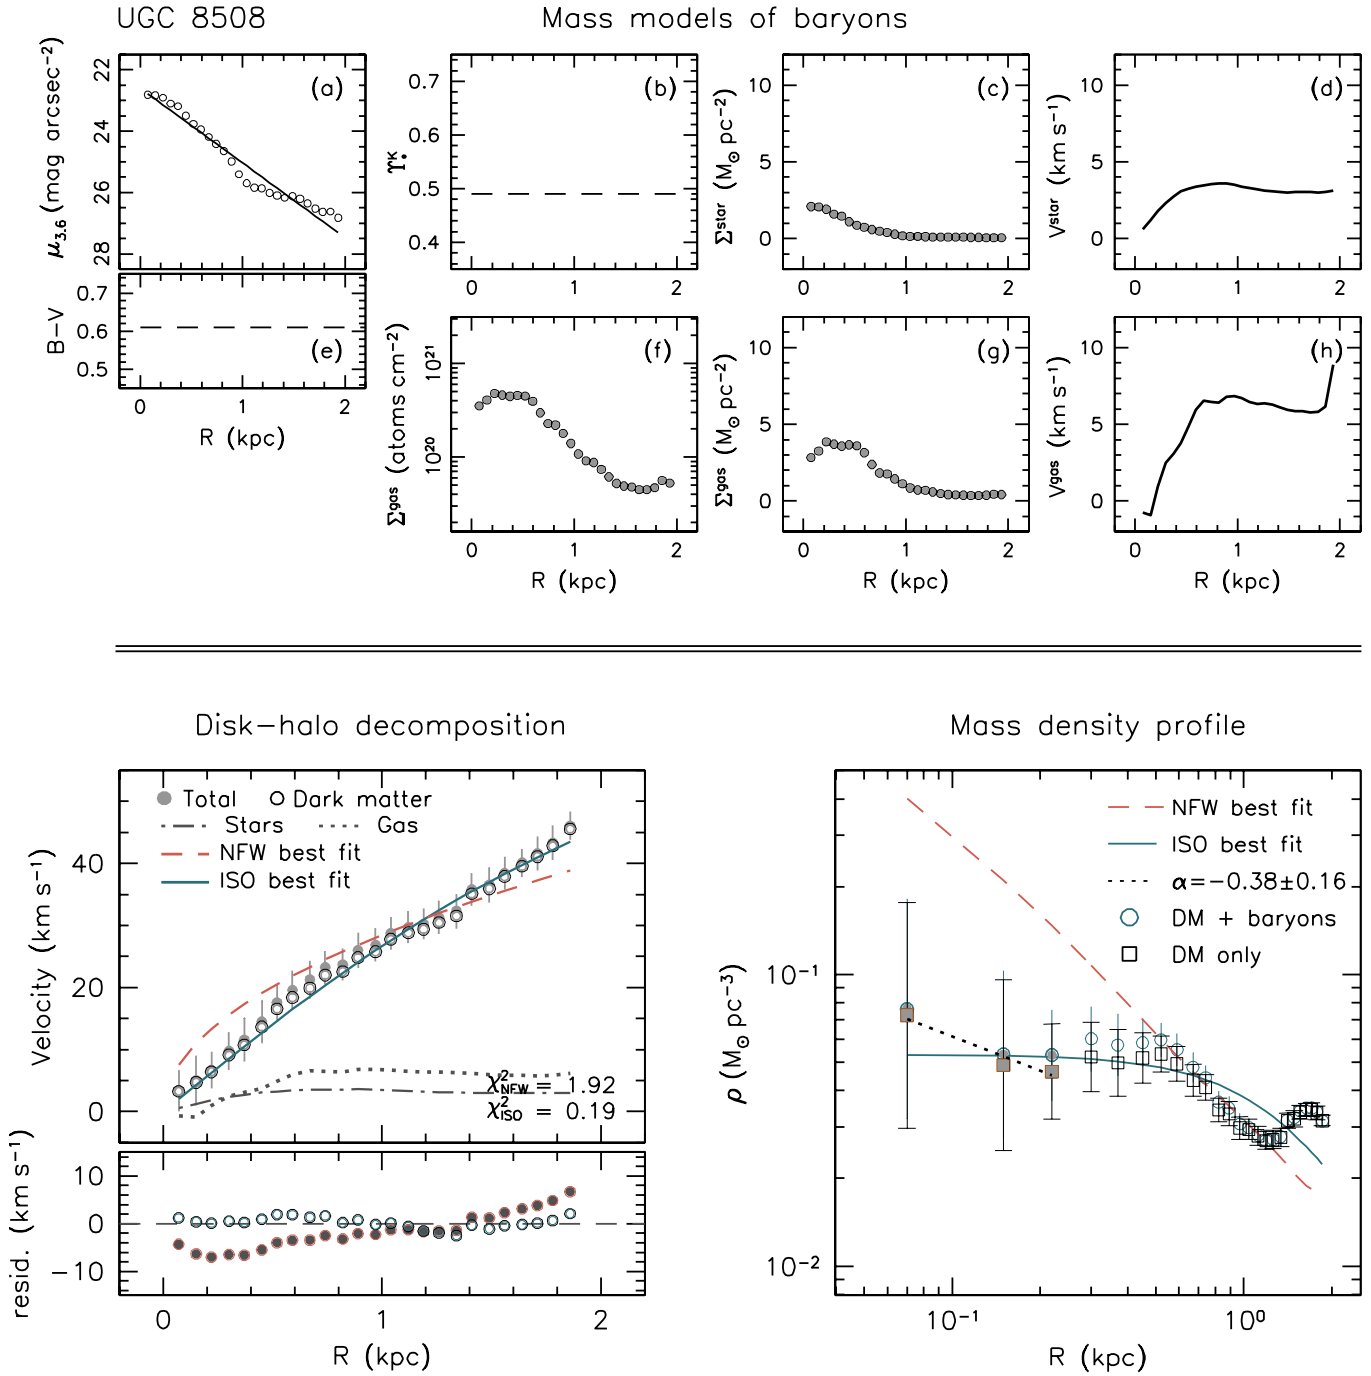 UGC 8508 Mass models of baryons
(a) (b) (c) (d)
μ3.6 (mag arcsec−2)
22
24
26
28
ϒ⋆K
0.7
0.6
0.5
0.4
Σstar (M⊙ pc−2)
10
5
0
Vstar (km s−1)
10
5
0
0 1 2 0 1 2 0 1 2
B−V
0.7
0.6
0.5
(e) (f) (g) (h)
0 1 2
R (kpc)
Σgas (atoms cm−2)
10²¹
10²⁰
Σgas (M⊙ pc−2)
10
5
0
Vgas (km s−1)
10
5
0
0 1 2 0 1 2 0 1 2
R (kpc) R (kpc) R (kpc)
Disk−halo decomposition
Total Dark matter
Stars Gas
NFW best fit
ISO best fit
Velocity (km s−1)
40
20
0
χ²NFW = 1.92
χ²ISO = 0.19
resid. (km s−1)
10
0
−10
0 1 2
R (kpc)
Mass density profile
NFW best fit
ISO best fit
α=−0.38±0.16
DM + baryons
DM only
ρ (M⊙ pc−3)
10−1
10−2
10−1 10⁰
R (kpc)